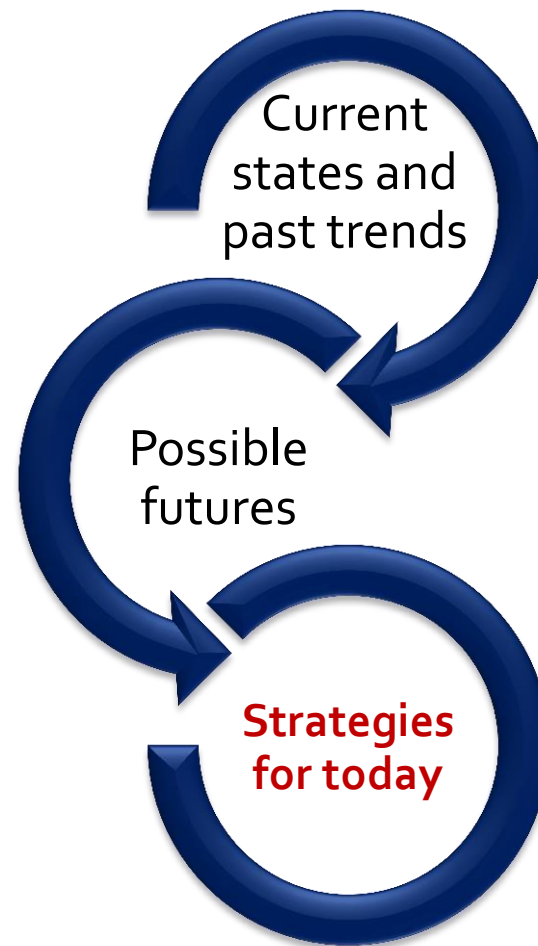 Current
states and
past trends
Possible
futures
Strategies
for today